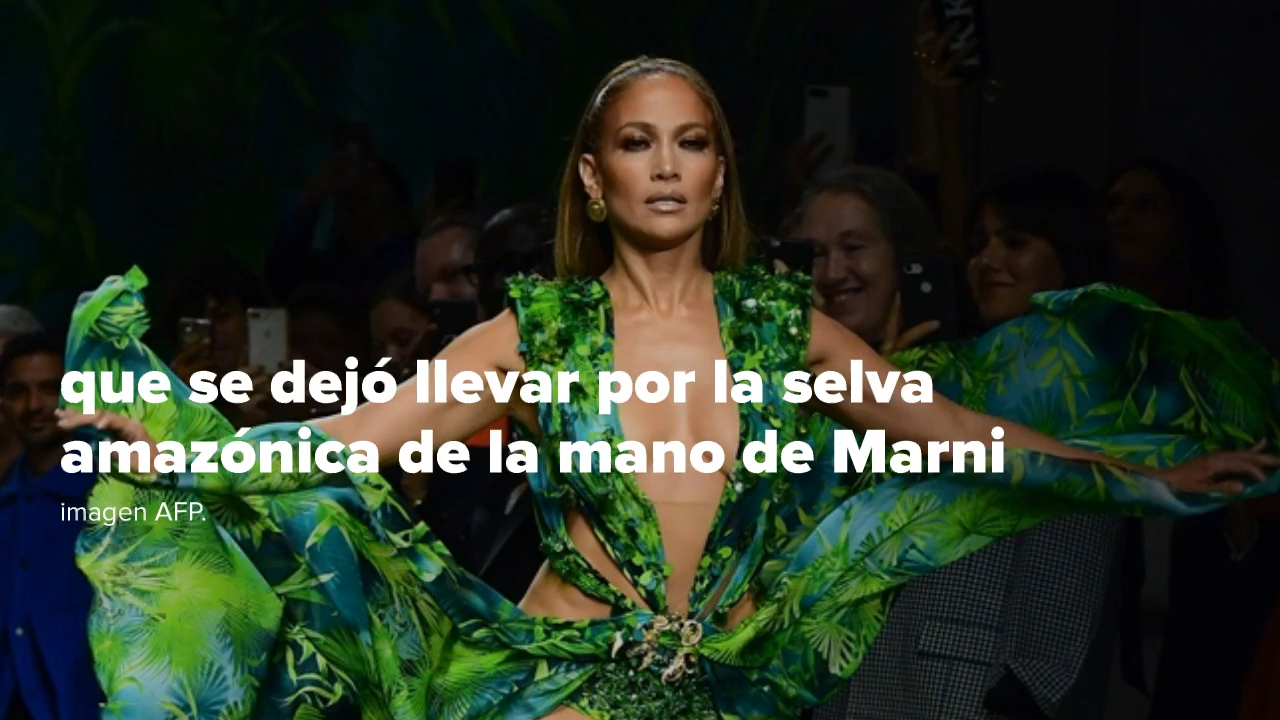 que se dejó llevar por la selva
amazónica de la mano de Marni
imagen AFP.